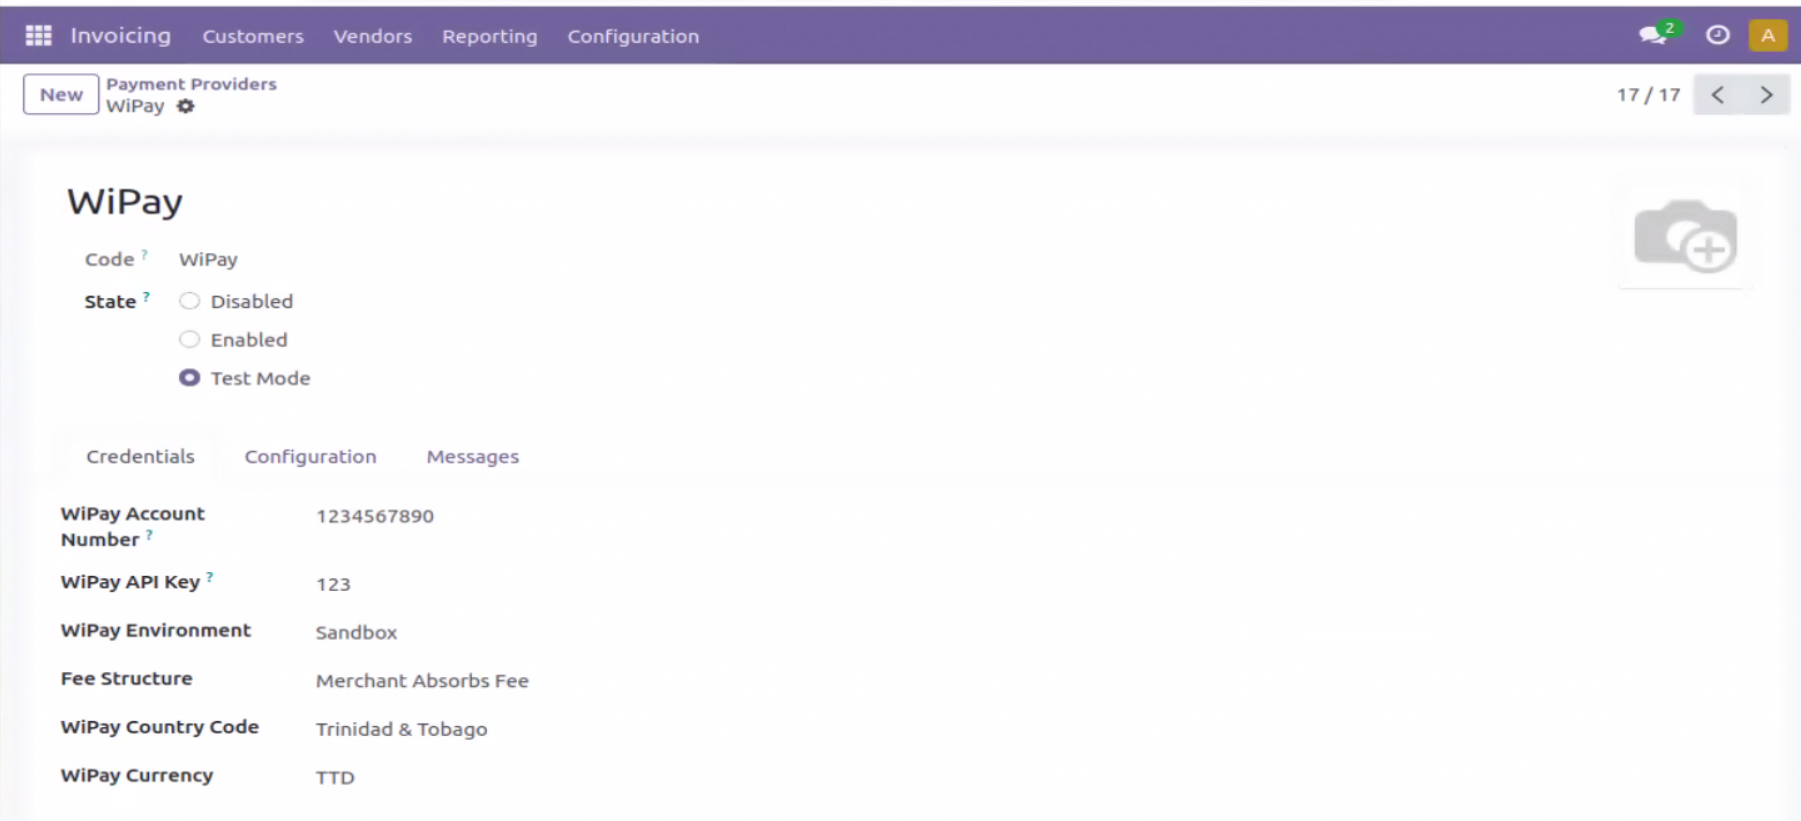 Invoicing Customers Vendors Reporting Configuration 2 A
New Payment Providers
WiPay
17 / 17
WiPay
Code ? WiPay
State ? Disabled
Enabled
Test Mode
Credentials Configuration Messages
WiPay Account
Number ? 1234567890
WiPay API Key ? 123
WiPay Environment Sandbox
Fee Structure Merchant Absorbs Fee
WiPay Country Code Trinidad & Tobago
WiPay Currency TTD